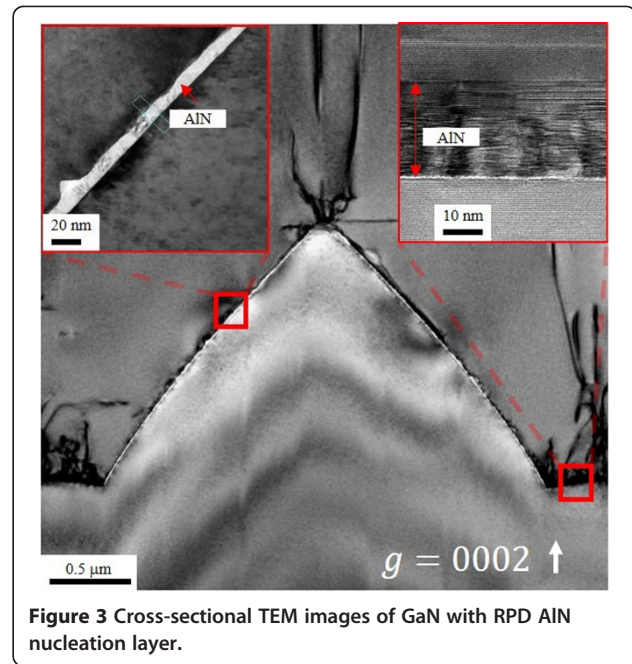 AlN
20 nm
AlN
10 nm
0.5 μm
g = 0002
Figure 3 Cross-sectional TEM images of GaN with RPD AlN
nucleation layer.